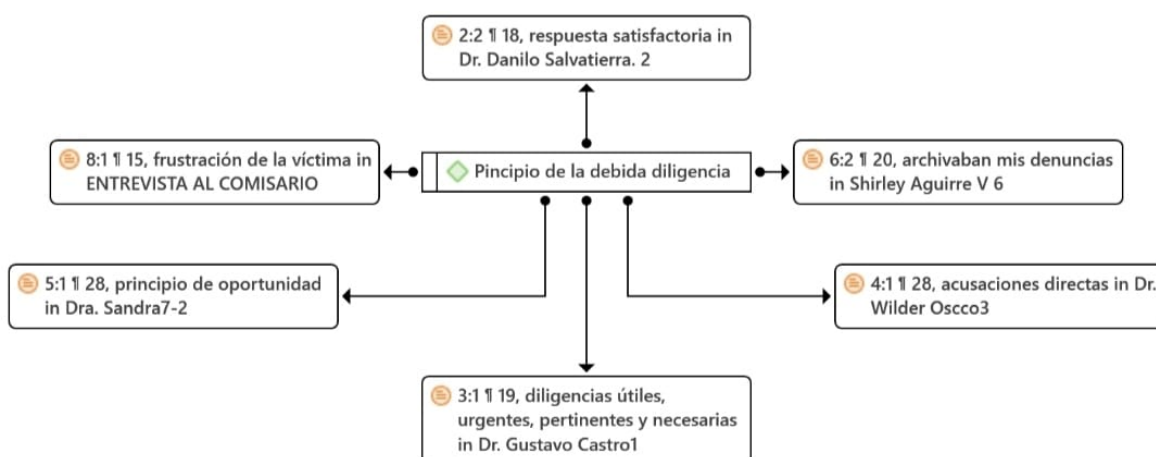 2:2 ¶ 18, respuesta satisfactoria in
Dr. Danilo Salvatierra. 2
8:1 ¶ 15, frustración de la víctima in
ENTREVISTA AL COMISARIO
Pincipio de la debida diligencia
6:2 ¶ 20, archivaban mis denuncias
in Shirley Aguirre V 6
5:1 ¶ 28, principio de oportunidad
in Dra. Sandra7-2
4:1 ¶ 28, acusaciones directas in Dr.
Wilder Oscco3
3:1 ¶ 19, diligencias útiles,
urgentes, pertinentes y necesarias
in Dr. Gustavo Castro1